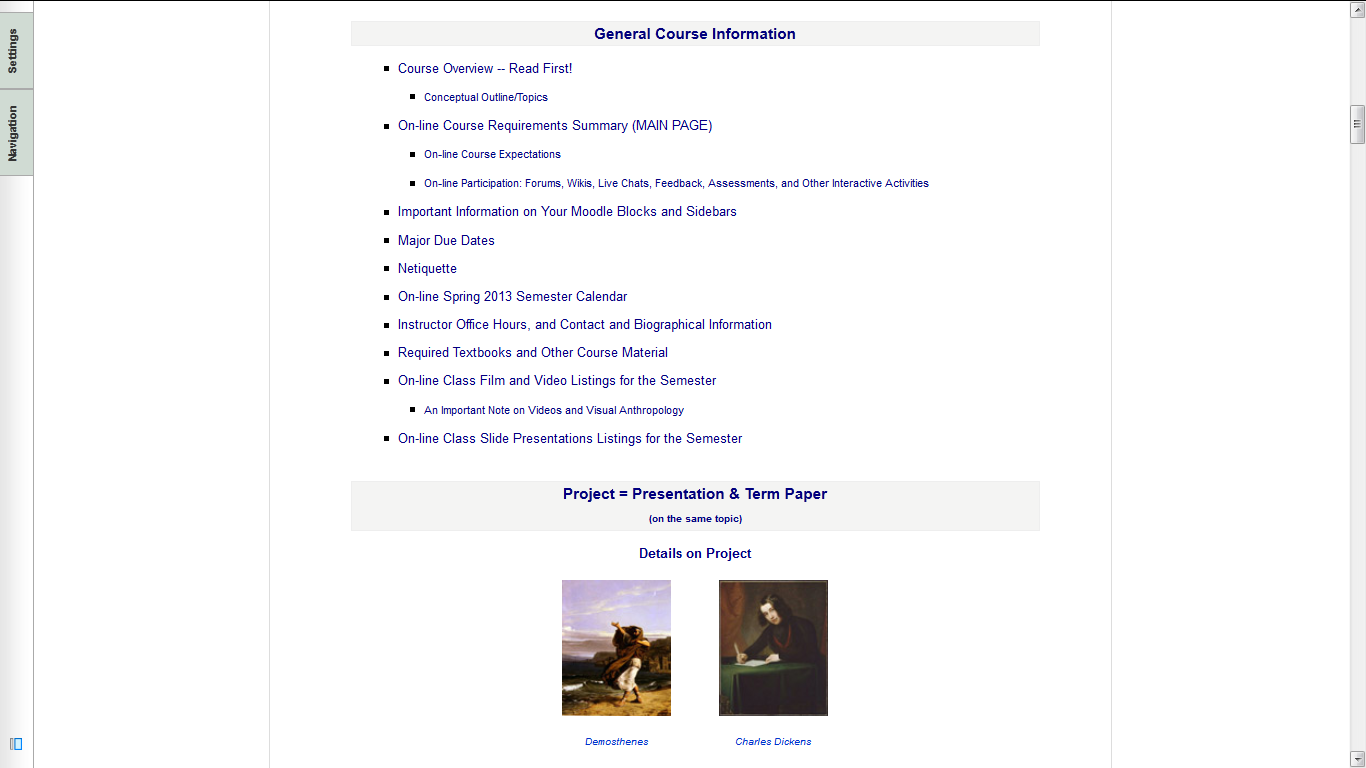 Settings
Navigation
General Course Information
Course Overview -- Read First!
Conceptual Outline/Topics
On-line Course Requirements Summary (MAIN PAGE)
On-line Course Expectations
On-line Participation: Forums, Wikis, Live Chats, Feedback, Assessments, and Other Interactive Activities
Important Information on Your Moodle Blocks and Sidebars
Major Due Dates
Netiquette
On-line Spring 2013 Semester Calendar
Instructor Office Hours, and Contact and Biographical Information
Required Textbooks and Other Course Material
On-line Class Film and Video Listings for the Semester
An Important Note on Videos and Visual Anthropology
On-line Class Slide Presentations Listings for the Semester
Project = Presentation & Term Paper
(on the same topic)
Details on Project
Demosthenes
Charles Dickens